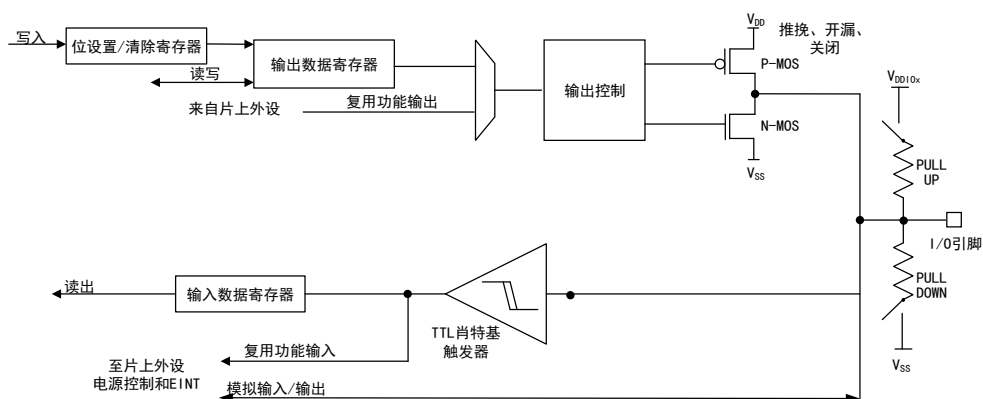 写入
位设置/清除寄存器
读写
输出数据寄存器
来自片上外设
复用功能输出
输出控制
V_DD
推挽、开漏、
关闭
P-MOS
N-MOS
V_SS
V_DDIOx
PULL
UP
I/O引脚
PULL
DOWN
V_SS
读出
输入数据寄存器
TTL肖特基
触发器
复用功能输入
至片上外设
电源控制和EINT
模拟输入/输出